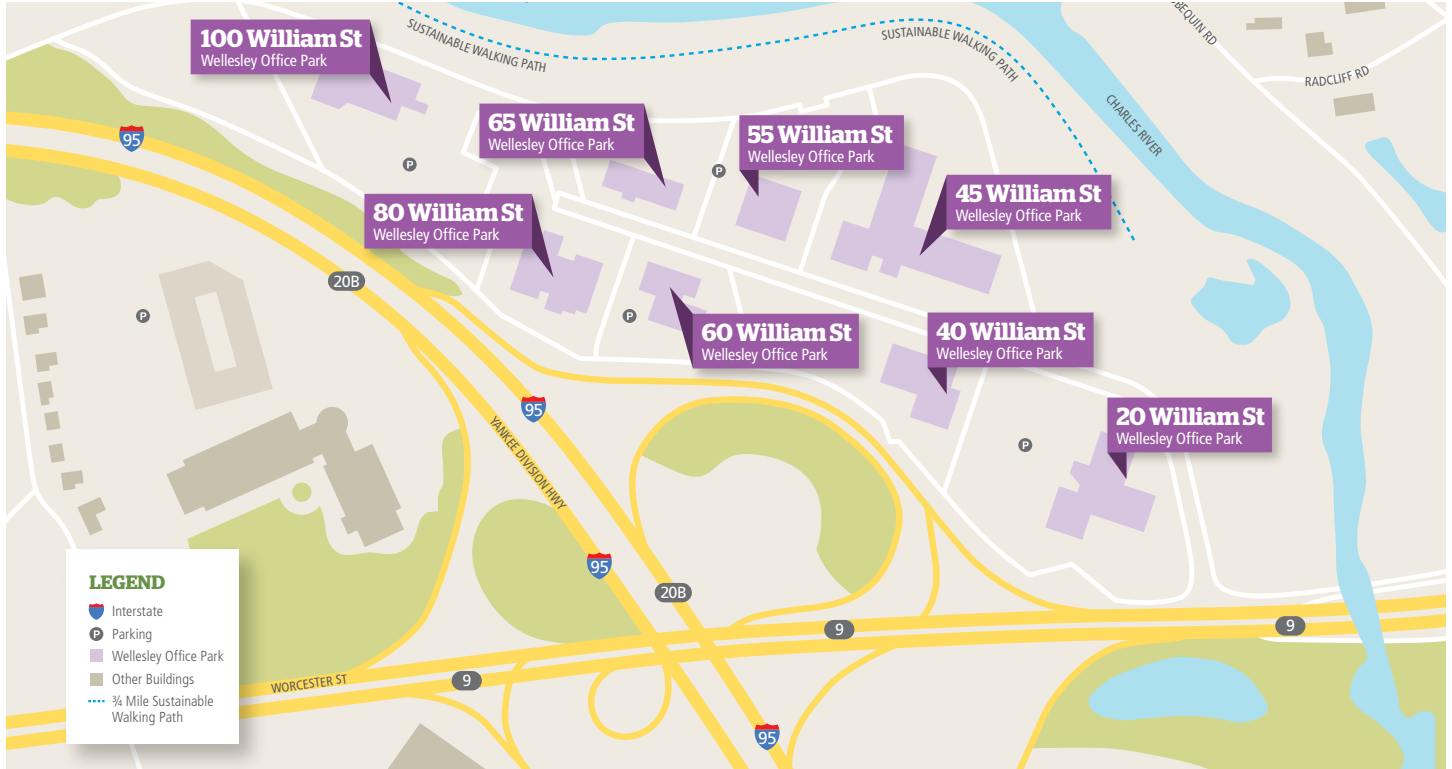 100 William St
Wellesley Office Park
SUSTAINABLE WALKING PATH
SUSTAINABLE WALKING PATH
RADCLIFF RD
CHARLES RIVER
65 William St
Wellesley Office Park
55 William St
Wellesley Office Park
45 William St
Wellesley Office Park
80 William St
Wellesley Office Park
60 William St
Wellesley Office Park
40 William St
Wellesley Office Park
20 William St
Wellesley Office Park
95
P
P
20B
P
P
95
YANKEE DIVISION HWY
P
95
20B
9
9
9
WORCESTER ST
95
LEGEND
Interstate
P Parking
Wellesley Office Park
Other Buildings
¾ Mile Sustainable
Walking Path